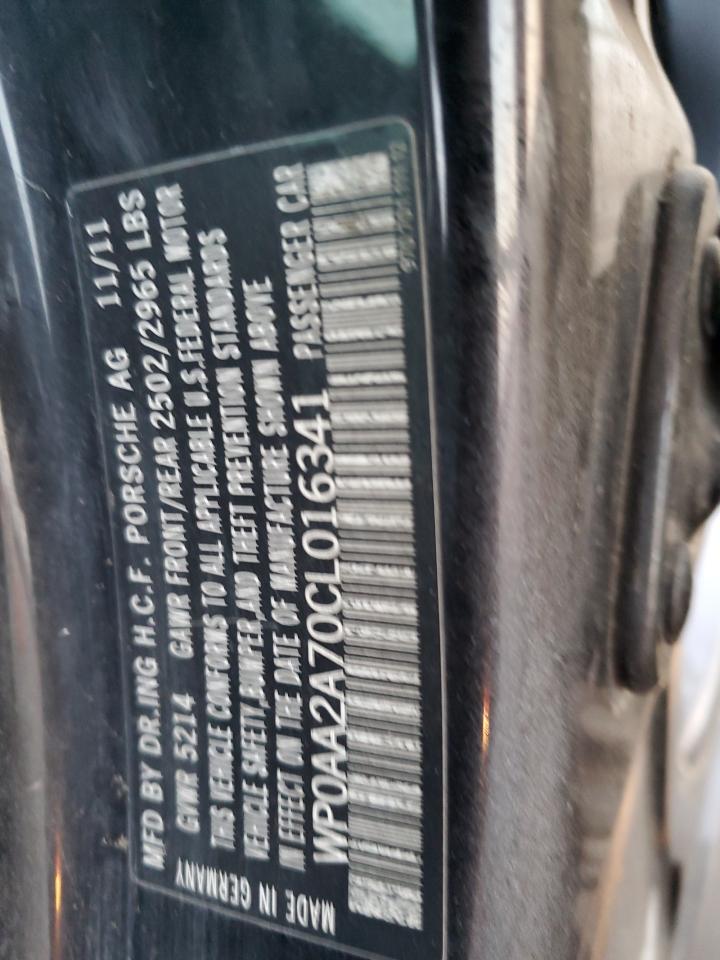 MFD BY DR.ING H.C.F. PORSCHE AG 11/11
GVWR 5214 GAWR FRONT/REAR 2502/2965 LBS
THIS VEHICLE CONFORMS TO ALL APPLICABLE U.S.FEDERAL MOTOR
VEHICLE SAFETY,BUMPER,AND THEFT PREVENTION STANDARDS
IN EFFECT ON THE DATE OF MANUFACTURE SHOWN ABOVE
WP0AA2A70CL016341 PASSENGER CAR
MADE IN GERMANY